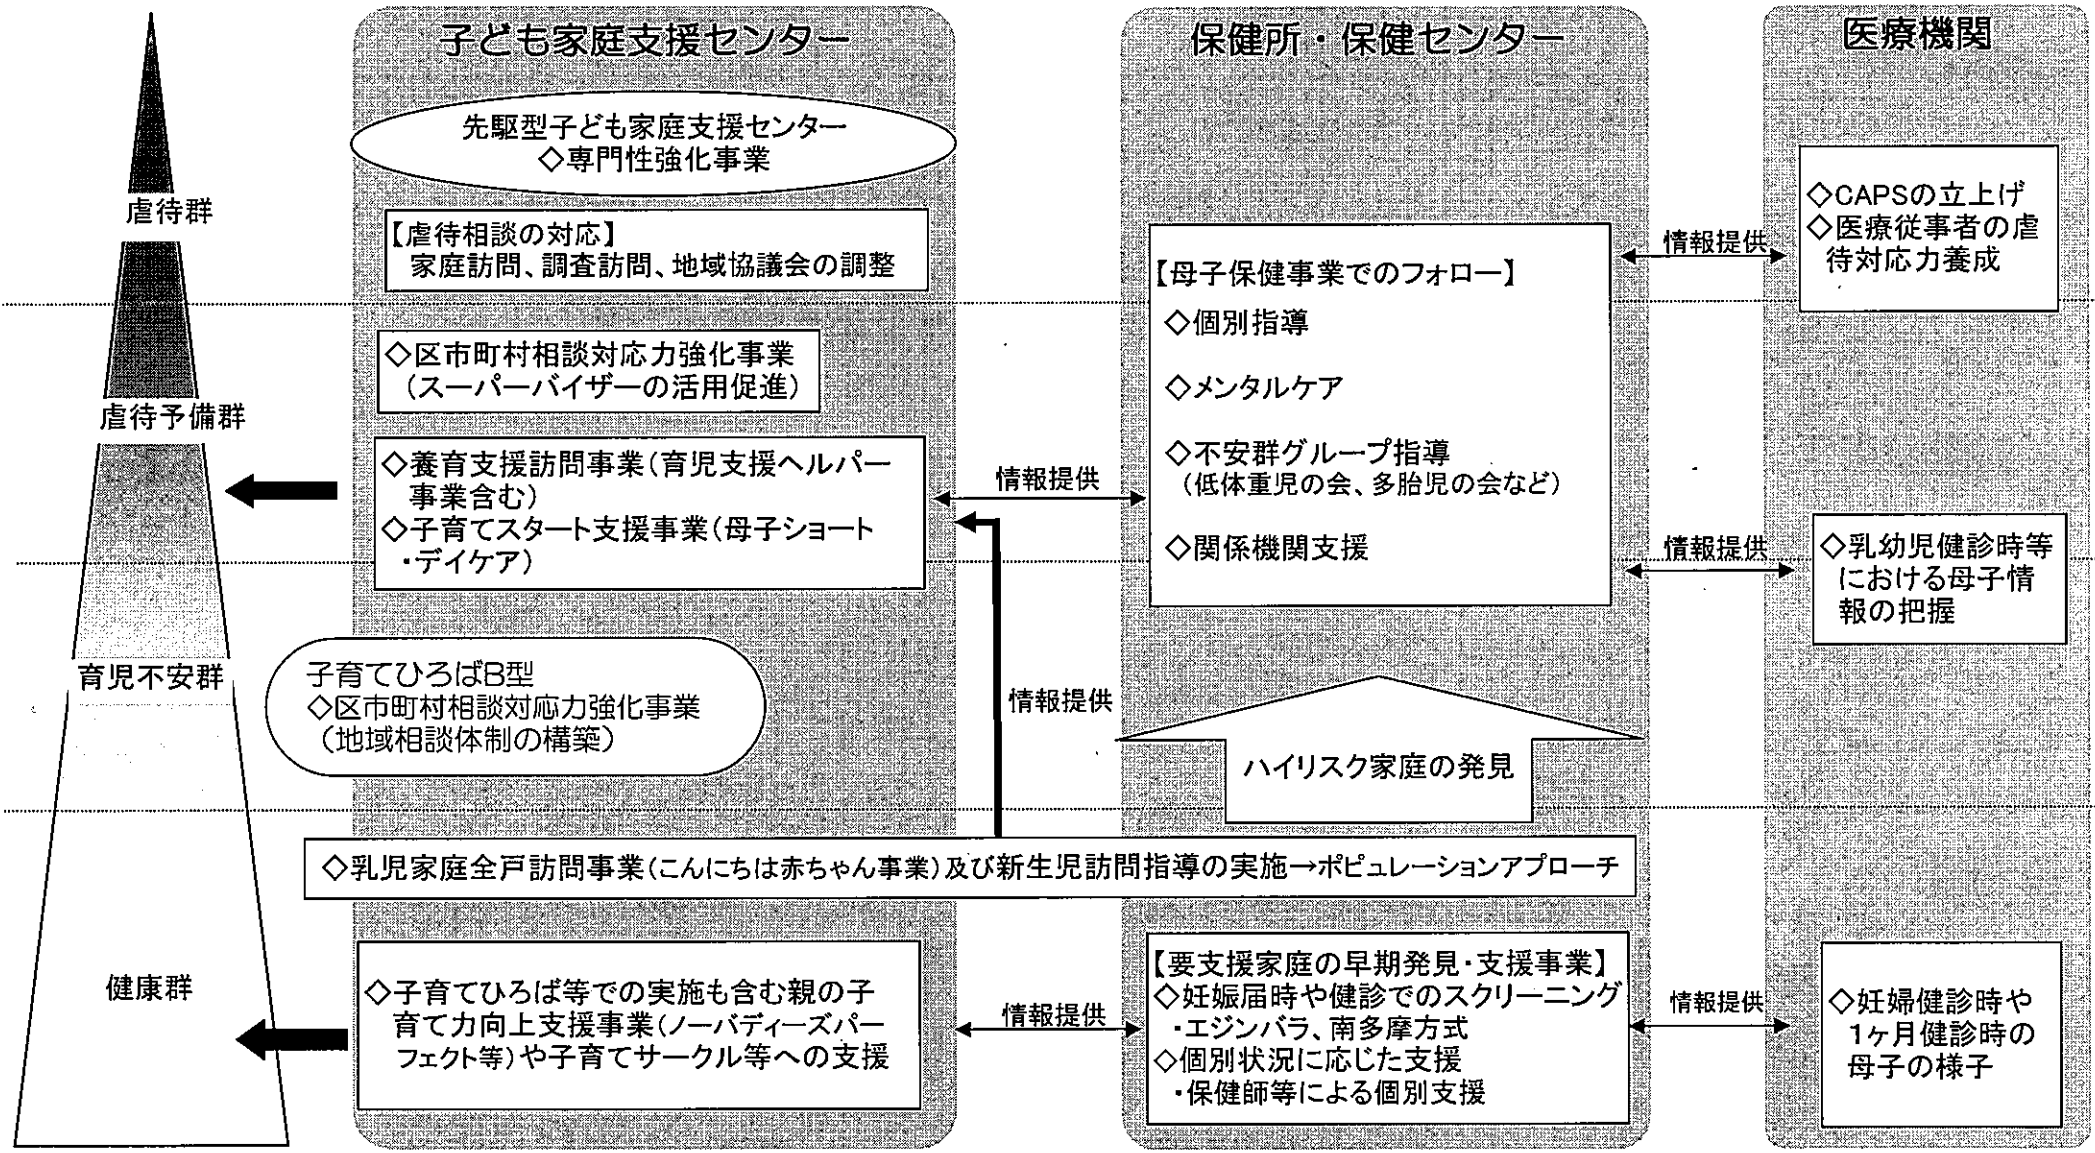 子ども家庭支援センター
保健所・保健センター
医療機関
先駆型子ども家庭支援センター
◇専門性強化事業
虐待群
【虐待相談の対応】
家庭訪問、調査訪問、地域協議会の調整
◇区市町村相談対応力強化事業
（スーパーバイザーの活用促進）
虐待予備群
◇養育支援訪問事業（育児支援ヘルパー
事業含む）
◇子育てスタート支援事業（母子ショート
・デイケア）
情報提供
【母子保健事業でのフォロー】
◇個別指導
◇メンタルケア
◇不安群グループ指導
（低体重児の会、多胎児の会など）
◇関係機関支援
情報提供
◇CAPSの立上げ
◇医療従事者の虐
待対応力養成
情報提供
◇乳幼児健診時等
における母子情
報の把握
育児不安群
子育てひろばB型
◇区市町村相談対応力強化事業
（地域相談体制の構築）
情報提供
ハイリスク家庭の発見
◇乳児家庭全戸訪問事業（こんにちは赤ちゃん事業）及び新生児訪問指導の実施→ポピュレーションアプローチ
健康群
◇子育てひろば等での実施も含む親の子
育て力向上支援事業（ノーバディーズパー
フェクト等）や子育てサークル等への支援
情報提供
【要支援家庭の早期発見・支援事業】
◇妊娠届時や健診でのスクリーニング
・エジンバラ、南多摩方式
◇個別状況に応じた支援
・保健師等による個別支援
情報提供
◇妊婦健診時や
1ヶ月健診時の
母子の様子